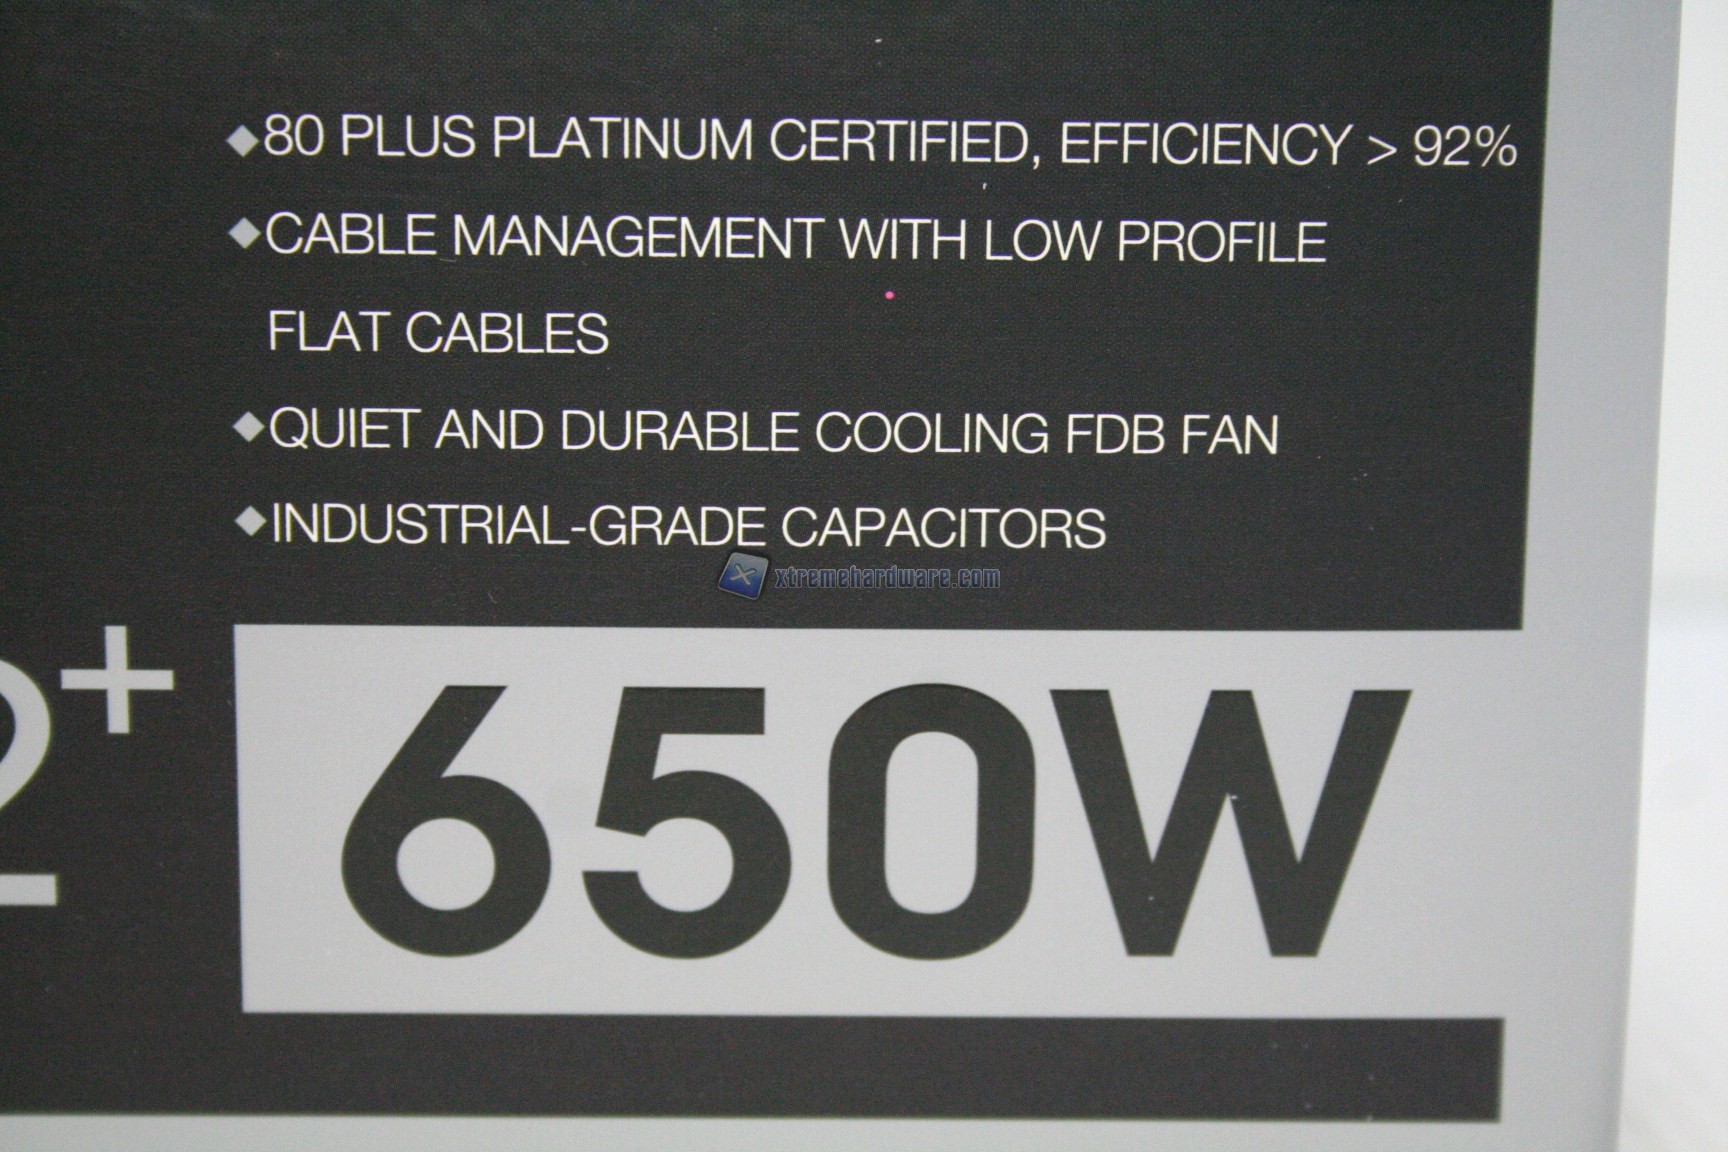 ◆80 PLUS PLATINUM CERTIFIED, EFFICIENCY > 92%
◆CABLE MANAGEMENT WITH LOW PROFILE
FLAT CABLES
◆QUIET AND DURABLE COOLING FDB FAN
◆INDUSTRIAL-GRADE CAPACITORS
xtremehardware.com
2+ 650W